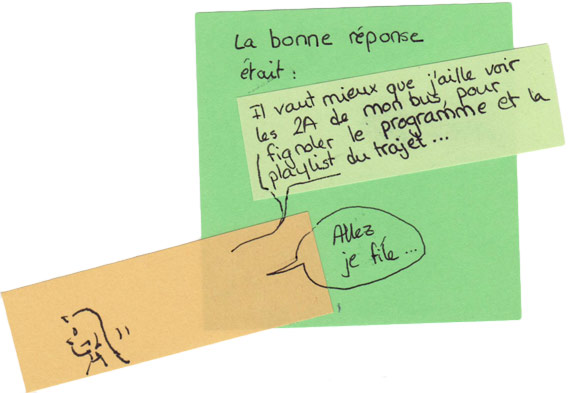 La bonne réponse
était :
Il vaut mieux que j'aille voir
les 2A de mon bus, pour
fignoler le programme et la
playlist du trajet...
Allez
je file...